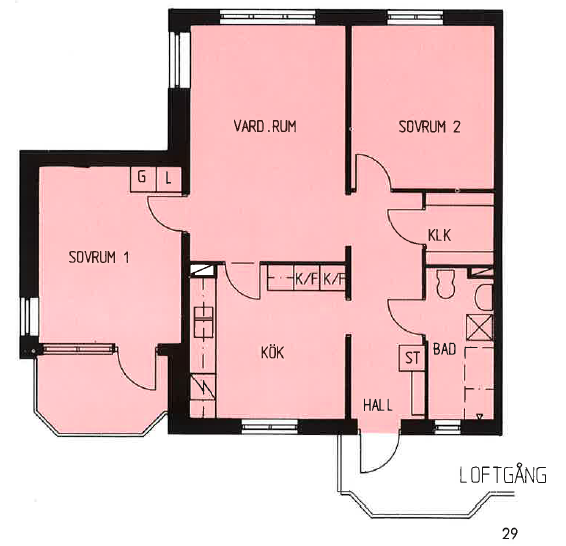 VARD.RUM
SOVRUM 2
G L
KLK
SOVRUM 1
K/F K/F
KÖK
ST
BAD
HALL
LOFTGÅNG
29